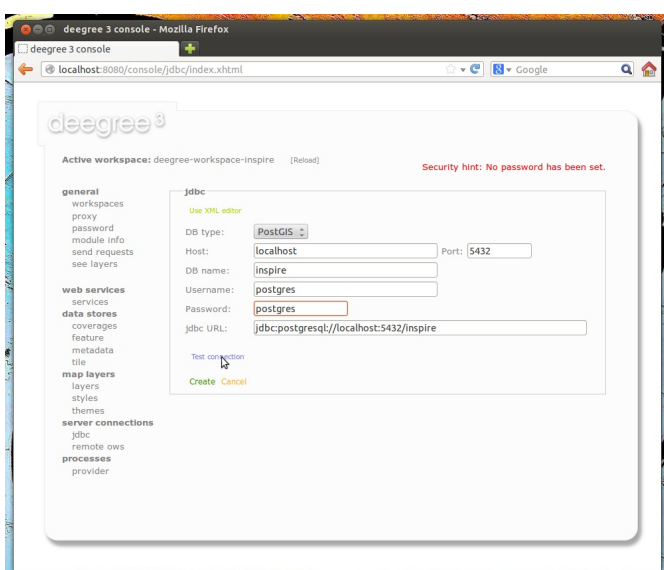 deegree 3 console - Mozilla Firefox
deegree 3 console
localhost:8080/console/jdbc/index.xhtml
Google
deegree 3
Active workspace: deegree-workspace-inspire [Reload]
Security hint: No password has been set.
general
workspaces
proxy
password
module info
send requests
see layers
web services
services
data stores
coverages
feature
metadata
tile
map layers
layers
styles
themes
server connections
jdbc
remote ows
processes
provider
jdbc
Use XML editor
DB type: PostGIS
Host: localhost Port: 5432
DB name: inspire
Username: postgres
Password: postgres
jdbc URL: jdbc:postgresql://localhost:5432/inspire
Test connection
Create Cancel